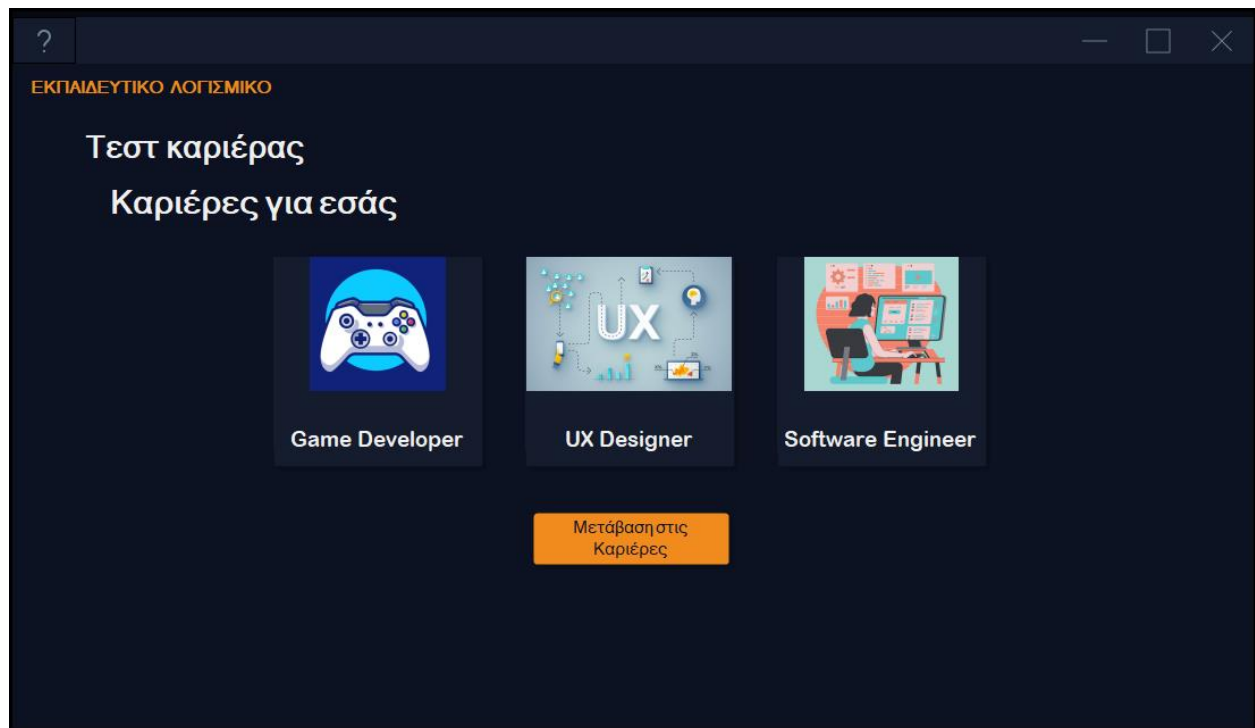 ?
ΕΚΠΑΙΔΕΥΤΙΚΟ ΛΟΓΙΣΜΙΚΟ
Τεστ καριέρας
Καριέρες για εσάς
UX
Game Developer
UX Designer
Software Engineer
Μετάβαση στις
Καριέρες